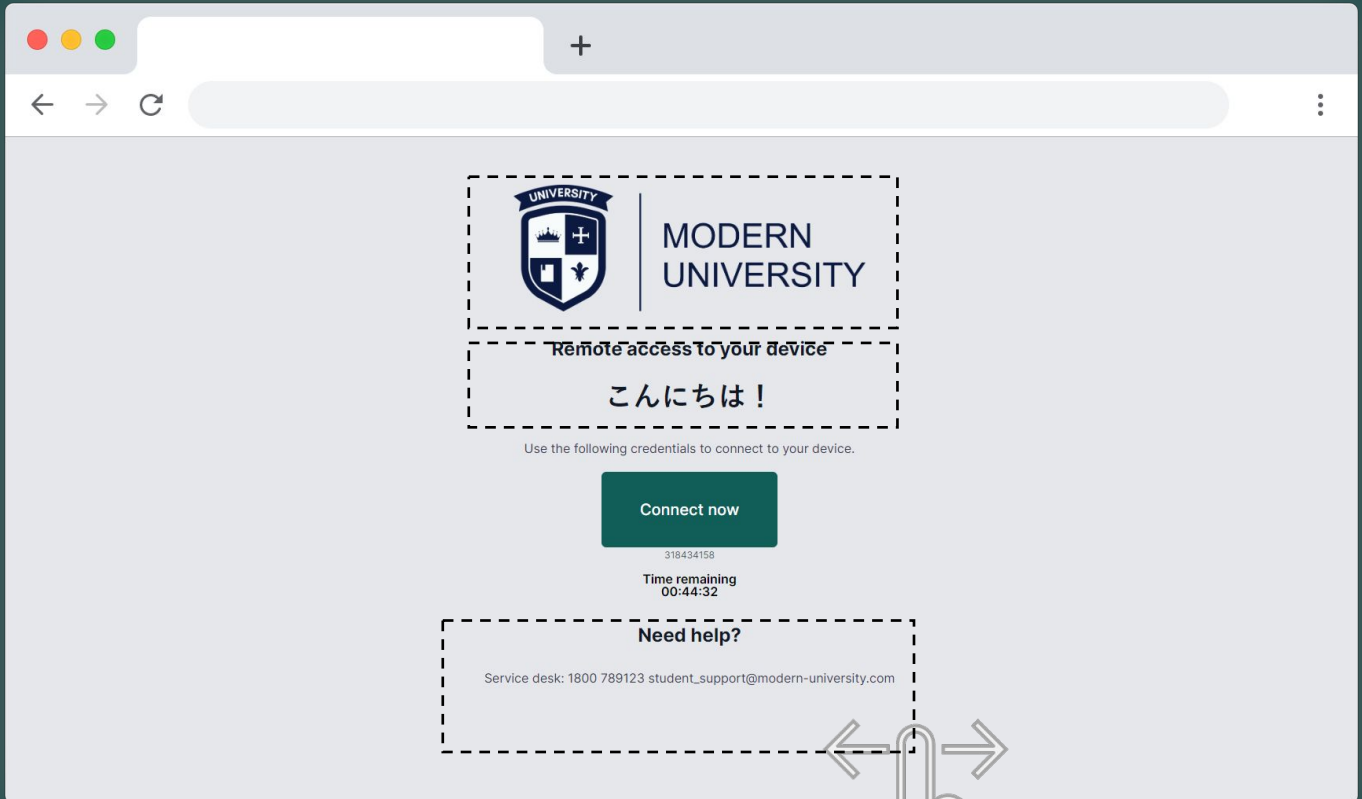 UNIVERSITY
MODERN
UNIVERSITY
Remote access to your device
こんにちは！
Use the following credentials to connect to your device.
Connect now
318434158
Time remaining
00:44:32
Need help?
Service desk: 1800 789123 student_support@modern-university.com